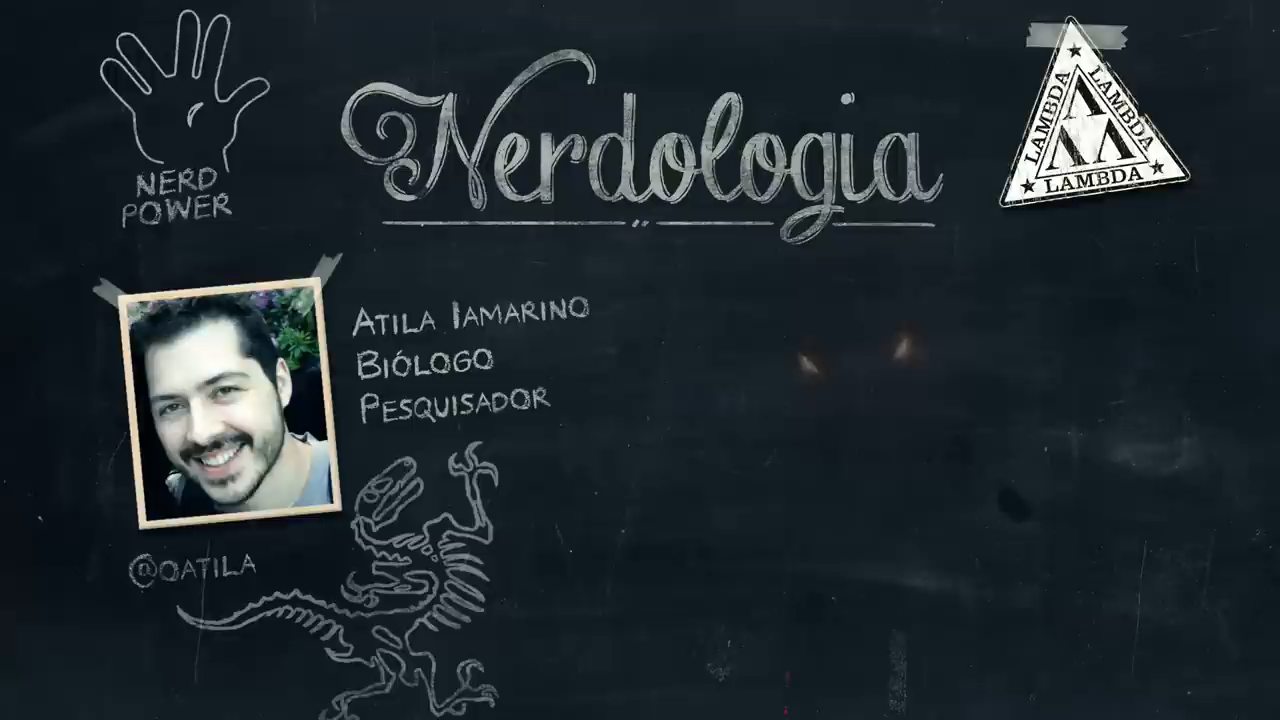 NERD
POWER
Nerdologia
LAMBDA
LAMBDA
LAMBDA
ATILA IAMARINO
BIÓLOGO
PESQUISADOR
@OATILA